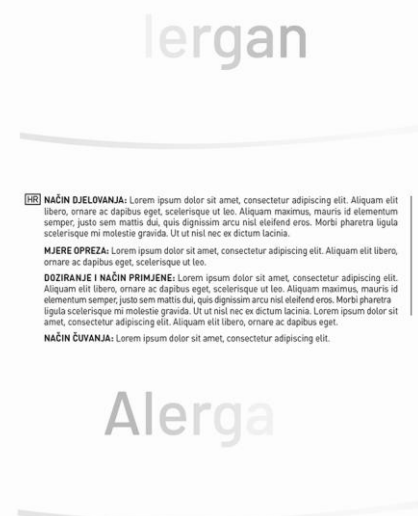 lergan
HR NAČIN DJELOVANJA: Lorem ipsum dolor sit amet, consectetur adipiscing elit. Aliquam elit
libero, ornare ac dapibus eget, scelerisque ut leo. Aliquam maximus, mauris id elementum
semper, justo sem mattis dui, quis dignissim arcu nisl eleifend eros. Morbi pharetra ligula
scelerisque mi molestie gravida. Ut ut nisl nec ex dictum lacinia.
MJERE OPREZA: Lorem ipsum dolor sit amet, consectetur adipiscing elit. Aliquam elit libero,
ornare ac dapibus eget, scelerisque ut leo.
DOZIRANJE I NAČIN PRIMJENE: Lorem ipsum dolor sit amet, consectetur adipiscing elit.
Aliquam elit libero, ornare ac dapibus eget, scelerisque ut leo. Aliquam maximus, mauris id
elementum semper, justo sem mattis dui, quis dignissim arcu nisl eleifend eros. Morbi pharetra
ligula scelerisque mi molestie gravida. Ut ut nisl nec ex dictum lacinia. Lorem ipsum dolor sit
amet, consectetur adipiscing elit. Aliquam elit libero, ornare ac dapibus eget.
NAČIN ČUVANJA: Lorem ipsum dolor sit amet, consectetur adipiscing elit.
Alerga